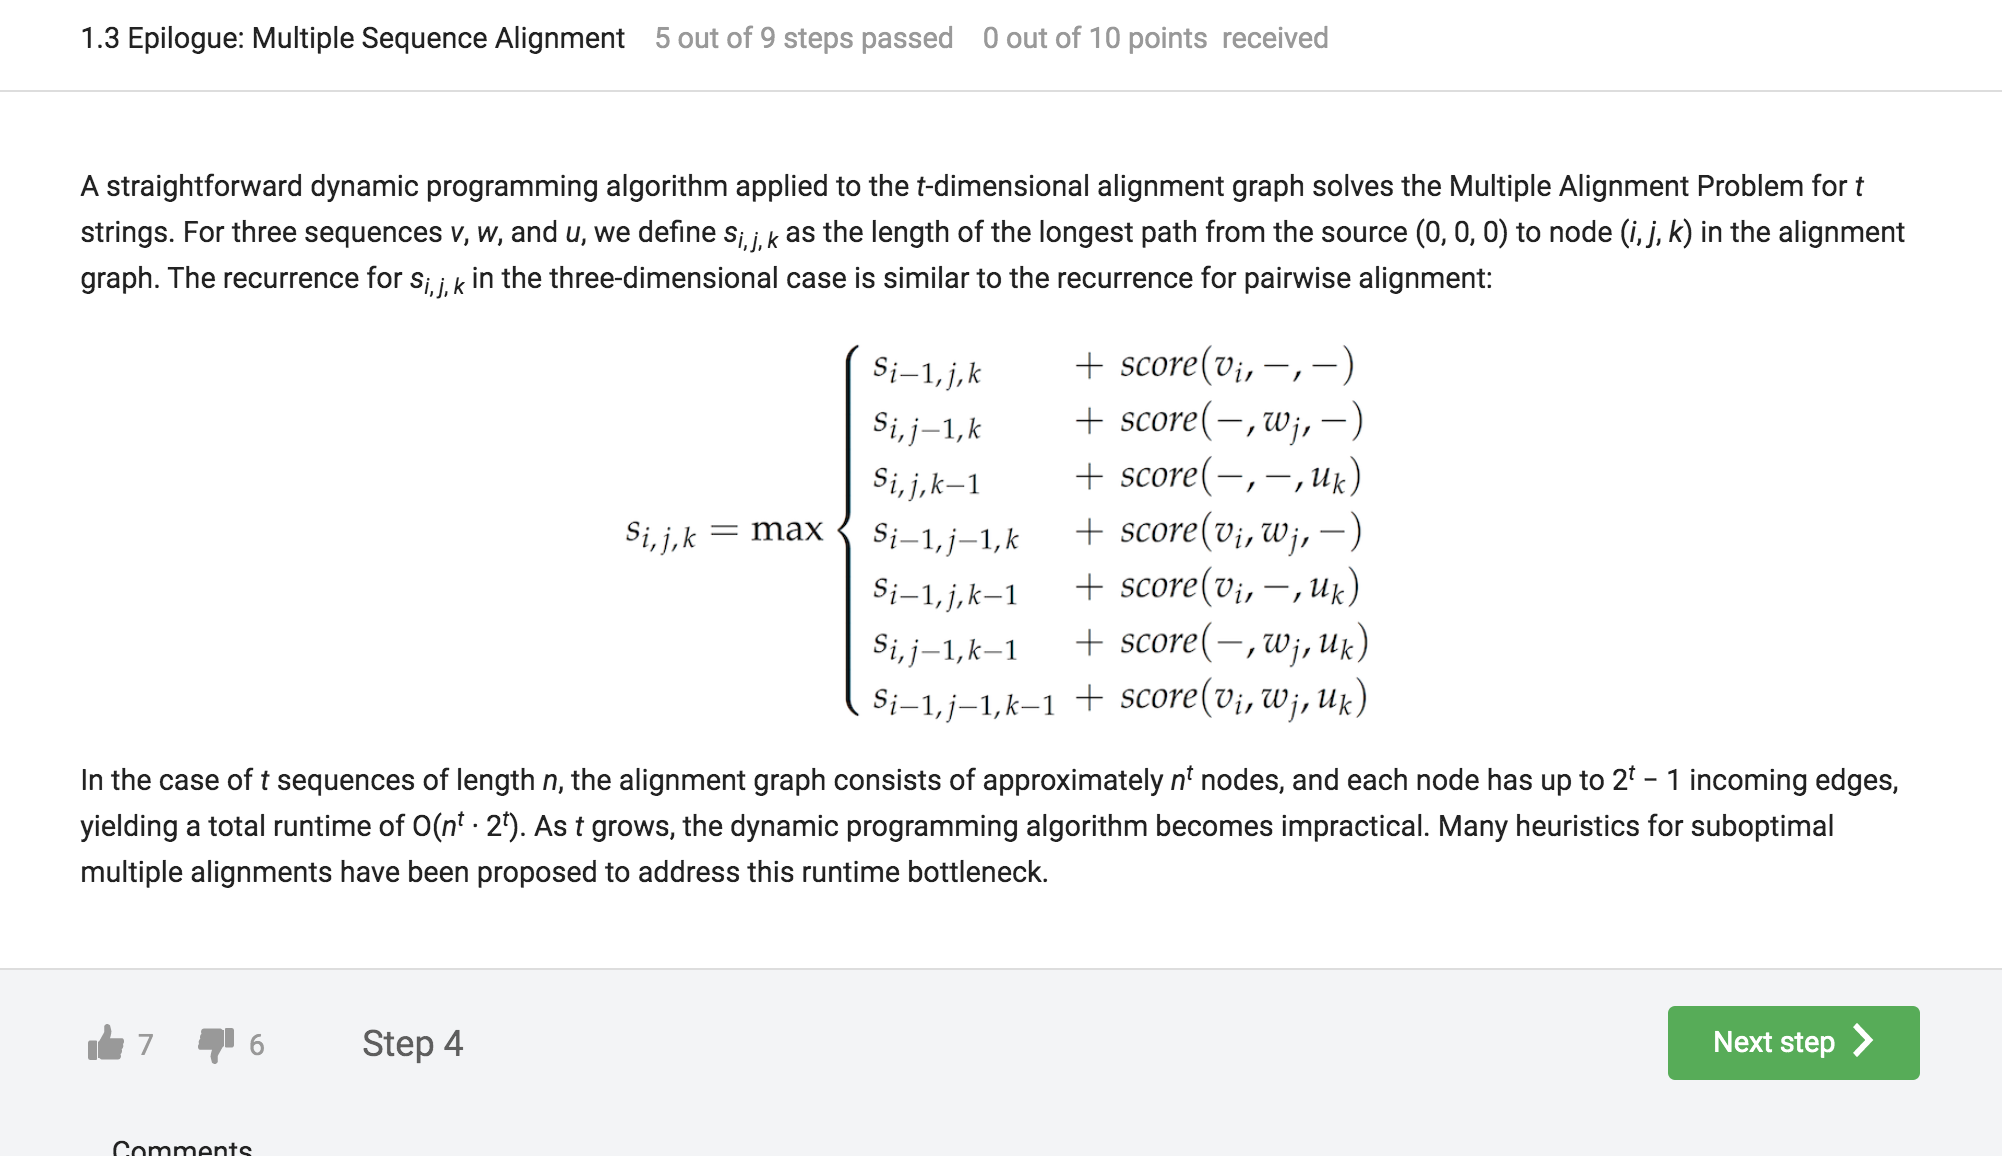 1.3 Epilogue: Multiple Sequence Alignment 5 out of 9 steps passed 0 out of 10 points received
A straightforward dynamic programming algorithm applied to the t-dimensional alignment graph solves the Multiple Alignment Problem for t
strings. For three sequences v, w, and u, we define s_{i, j, k} as the length of the longest path from the source (0, 0, 0) to node (i, j, k) in the alignment
graph. The recurrence for s_{i, j, k} in the three-dimensional case is similar to the recurrence for pairwise alignment:
s_{i,j,k} = max {
s_{i−1,j,k} + score(v_i, −, −)
s_{i,j−1,k} + score(−, w_j, −)
s_{i,j,k−1} + score(−, −, u_k)
s_{i−1,j−1,k} + score(v_i, w_j, −)
s_{i−1,j,k−1} + score(v_i, −, u_k)
s_{i,j−1,k−1} + score(−, w_j, u_k)
s_{i−1,j−1,k−1} + score(v_i, w_j, u_k)
In the case of t sequences of length n, the alignment graph consists of approximately n^t nodes, and each node has up to 2^t − 1 incoming edges,
yielding a total runtime of O(n^t · 2^t). As t grows, the dynamic programming algorithm becomes impractical. Many heuristics for suboptimal
multiple alignments have been proposed to address this runtime bottleneck.
7 6 Step 4 Next step
Comments